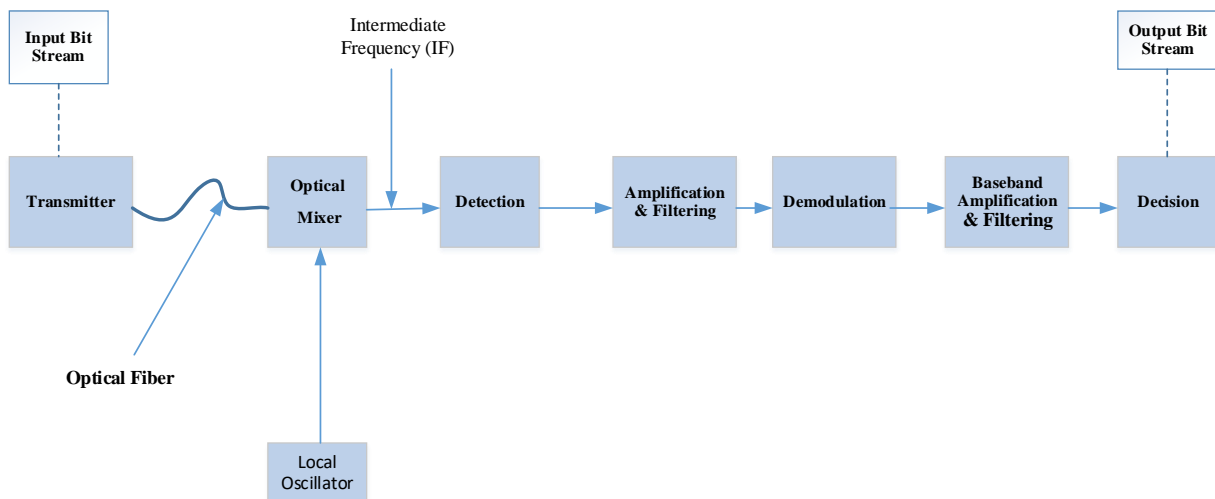 Input Bit
Stream
Intermediate
Frequency (IF)
Output Bit
Stream
Transmitter
Optical
Mixer
Detection
Amplification
& Filtering
Demodulation
Baseband
Amplification
& Filtering
Decision
Optical Fiber
Local
Oscillator